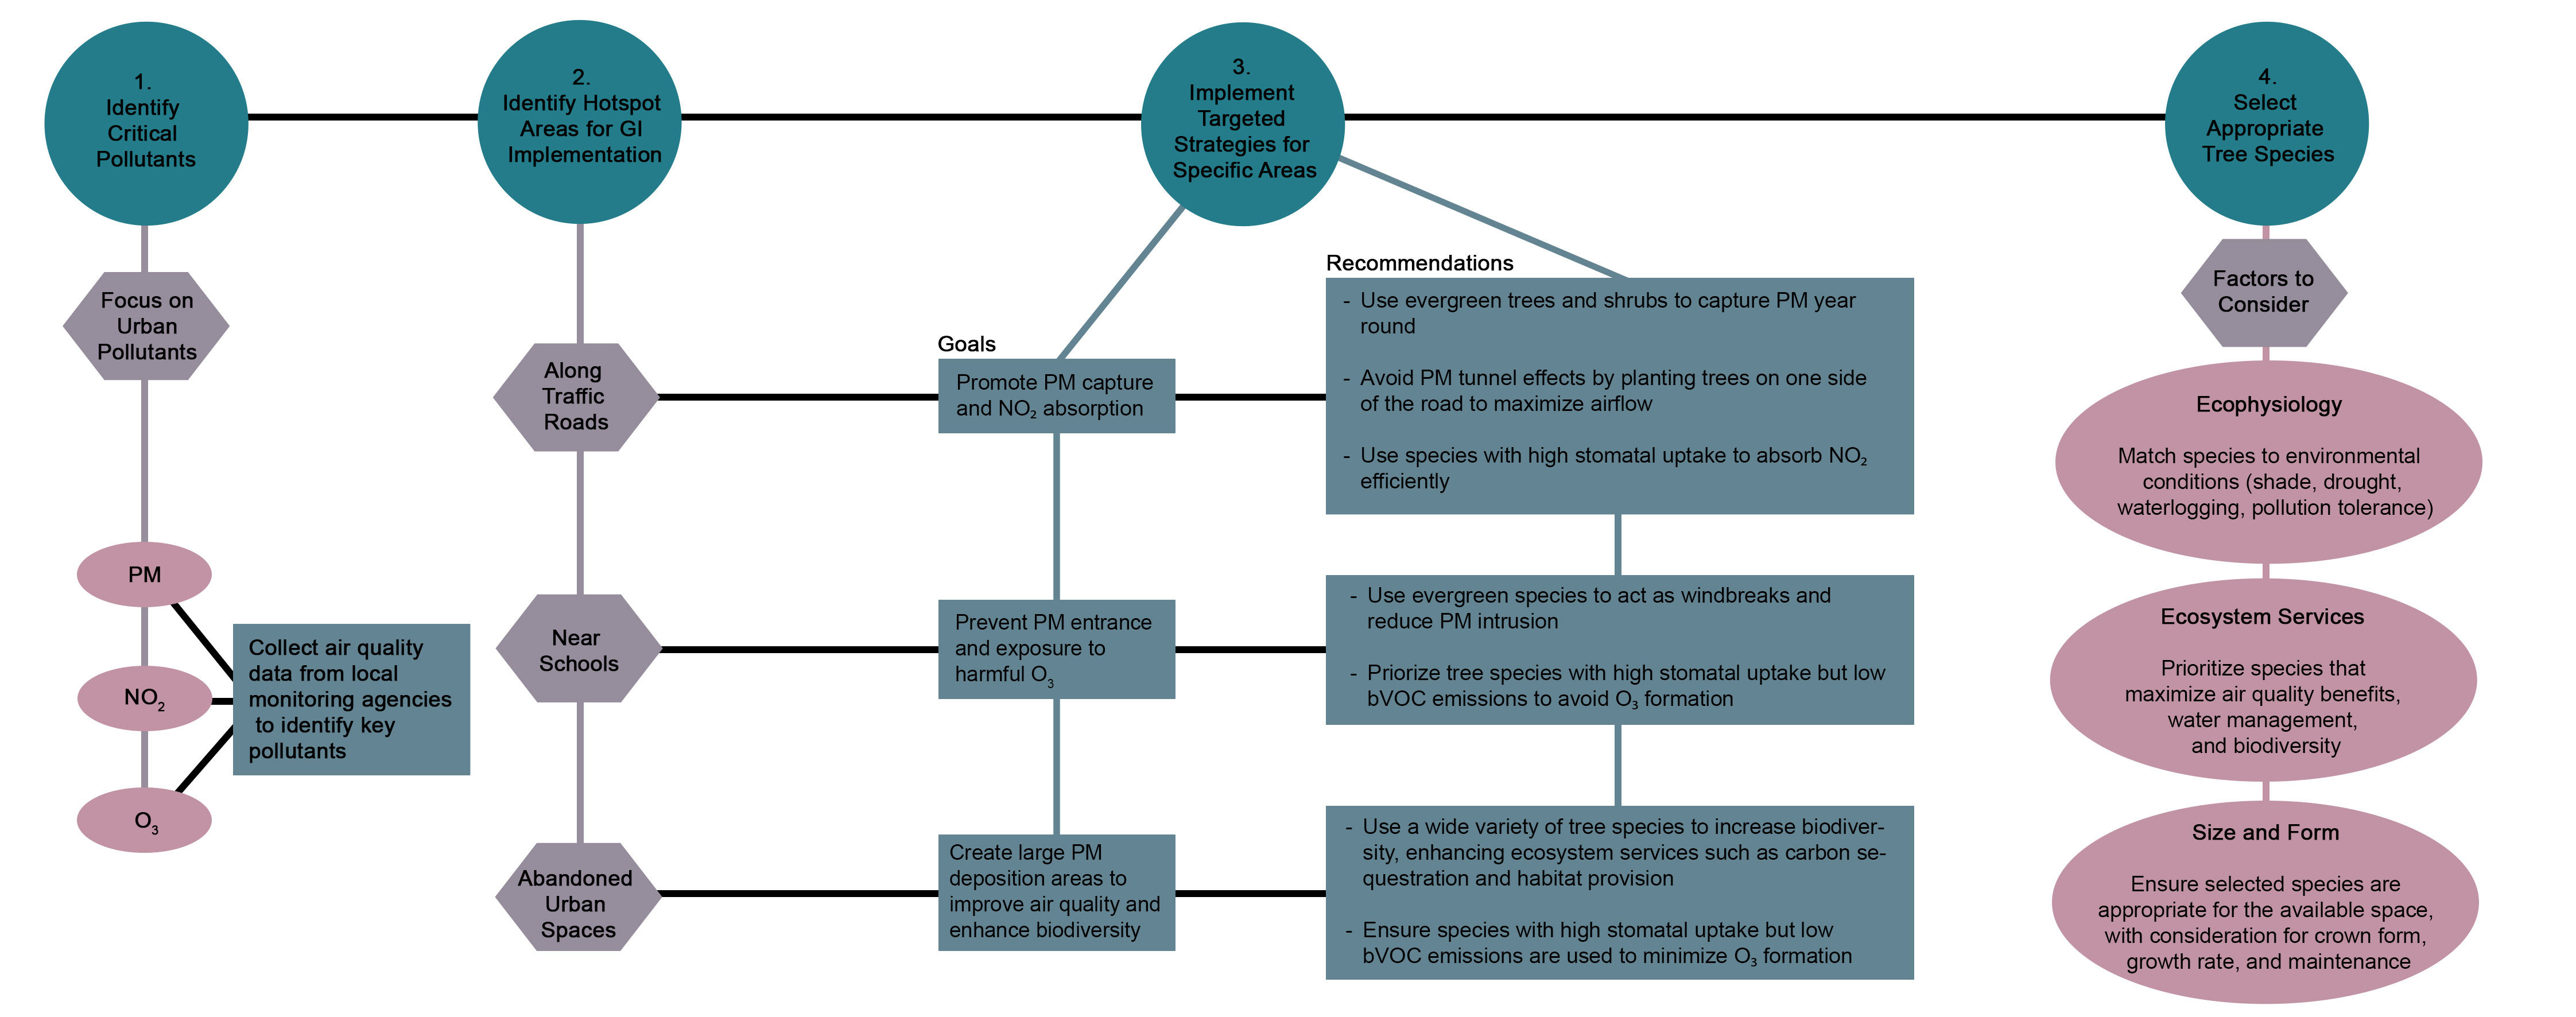 1.
Identify
Critical
Pollutants
Focus on
Urban
Pollutants
PM
NO₂
O₃
Collect air quality
data from local
monitoring agencies
to identify key
pollutants
2.
Identify Hotspot
Areas for GI
Implementation
Along
Traffic
Roads
Near
Schools
Abandoned
Urban
Spaces
3.
Implement
Targeted
Strategies for
Specific Areas
Goals
Promote PM capture
and NO₂ absorption
Prevent PM entrance
and exposure to
harmful O₃
Create large PM
deposition areas to
improve air quality and
enhance biodiversity
Recommendations
- Use evergreen trees and shrubs to capture PM year
round
- Avoid PM tunnel effects by planting trees on one side
of the road to maximize airflow
- Use species with high stomatal uptake to absorb NO₂
efficiently
- Use evergreen species to act as windbreaks and
reduce PM intrusion
- Priorize tree species with high stomatal uptake but low
bVOC emissions to avoid O₃ formation
- Use a wide variety of tree species to increase biodiver-
sity, enhancing ecosystem services such as carbon se-
questration and habitat provision
- Ensure species with high stomatal uptake but low
bVOC emissions are used to minimize O₃ formation
4.
Select
Appropriate
Tree Species
Factors to
Consider
Ecophysiology
Match species to environmental
conditions (shade, drought,
waterlogging, pollution tolerance)
Ecosystem Services
Prioritize species that
maximize air quality benefits,
water management,
and biodiversity
Size and Form
Ensure selected species are
appropriate for the available space,
with consideration for crown form,
growth rate, and maintenance